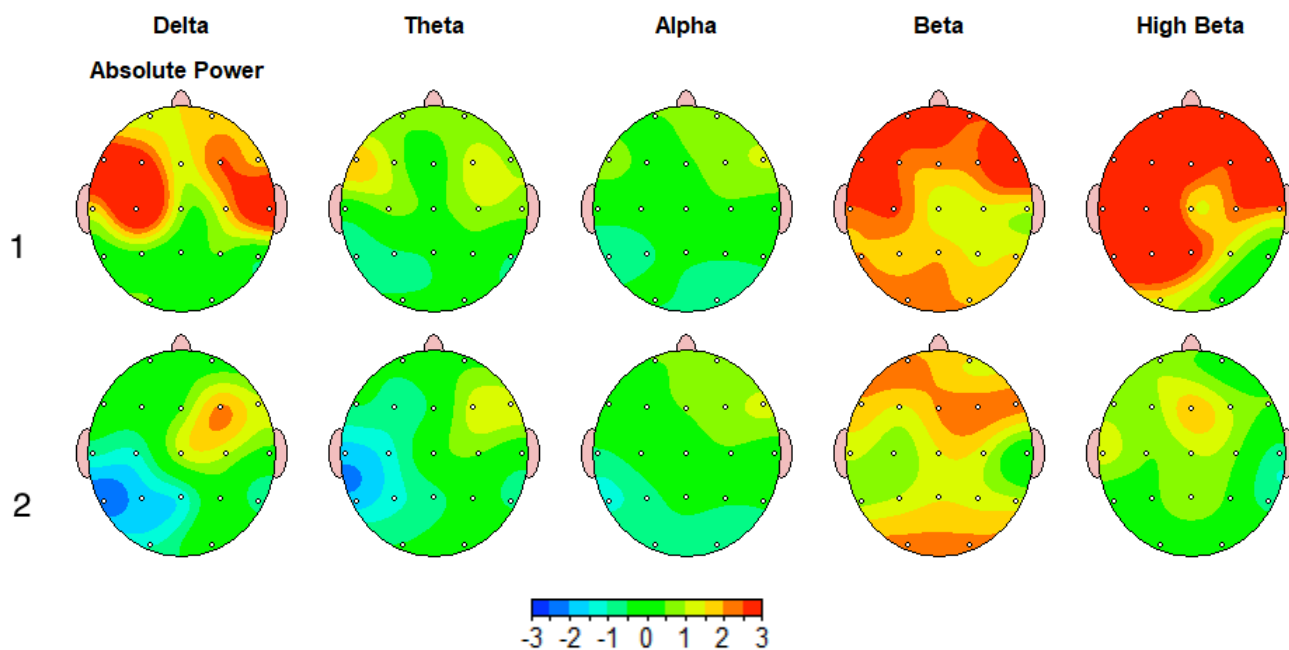 Delta Theta Alpha Beta High Beta
Absolute Power
1
2
-3 -2 -1 0 1 2 3